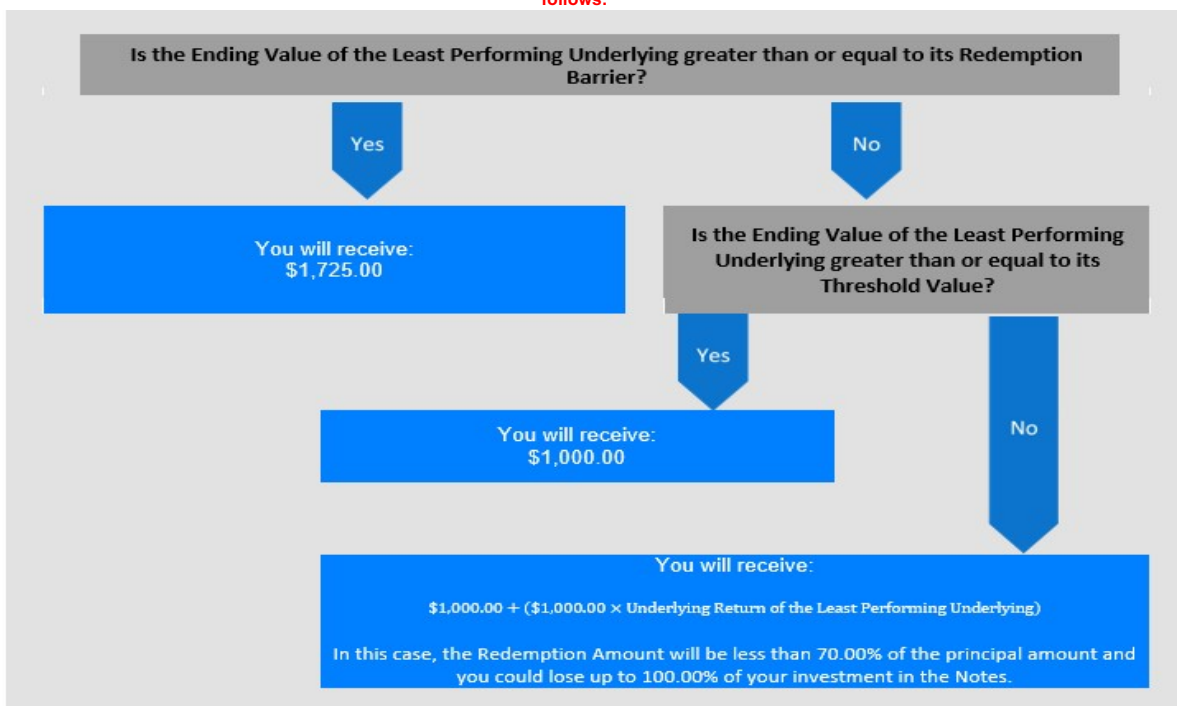 follows:
Is the Ending Value of the Least Performing Underlying greater than or equal to its Redemption
Barrier?
Yes
No
You will receive:
$1,725.00
Is the Ending Value of the Least Performing
Underlying greater than or equal to its
Threshold Value?
Yes
No
You will receive:
$1,000.00
You will receive:
$1,000.00 + ($1,000.00 × Underlying Return of the Least Performing Underlying)
In this case, the Redemption Amount will be less than 70.00% of the principal amount and
you could lose up to 100.00% of your investment in the Notes.